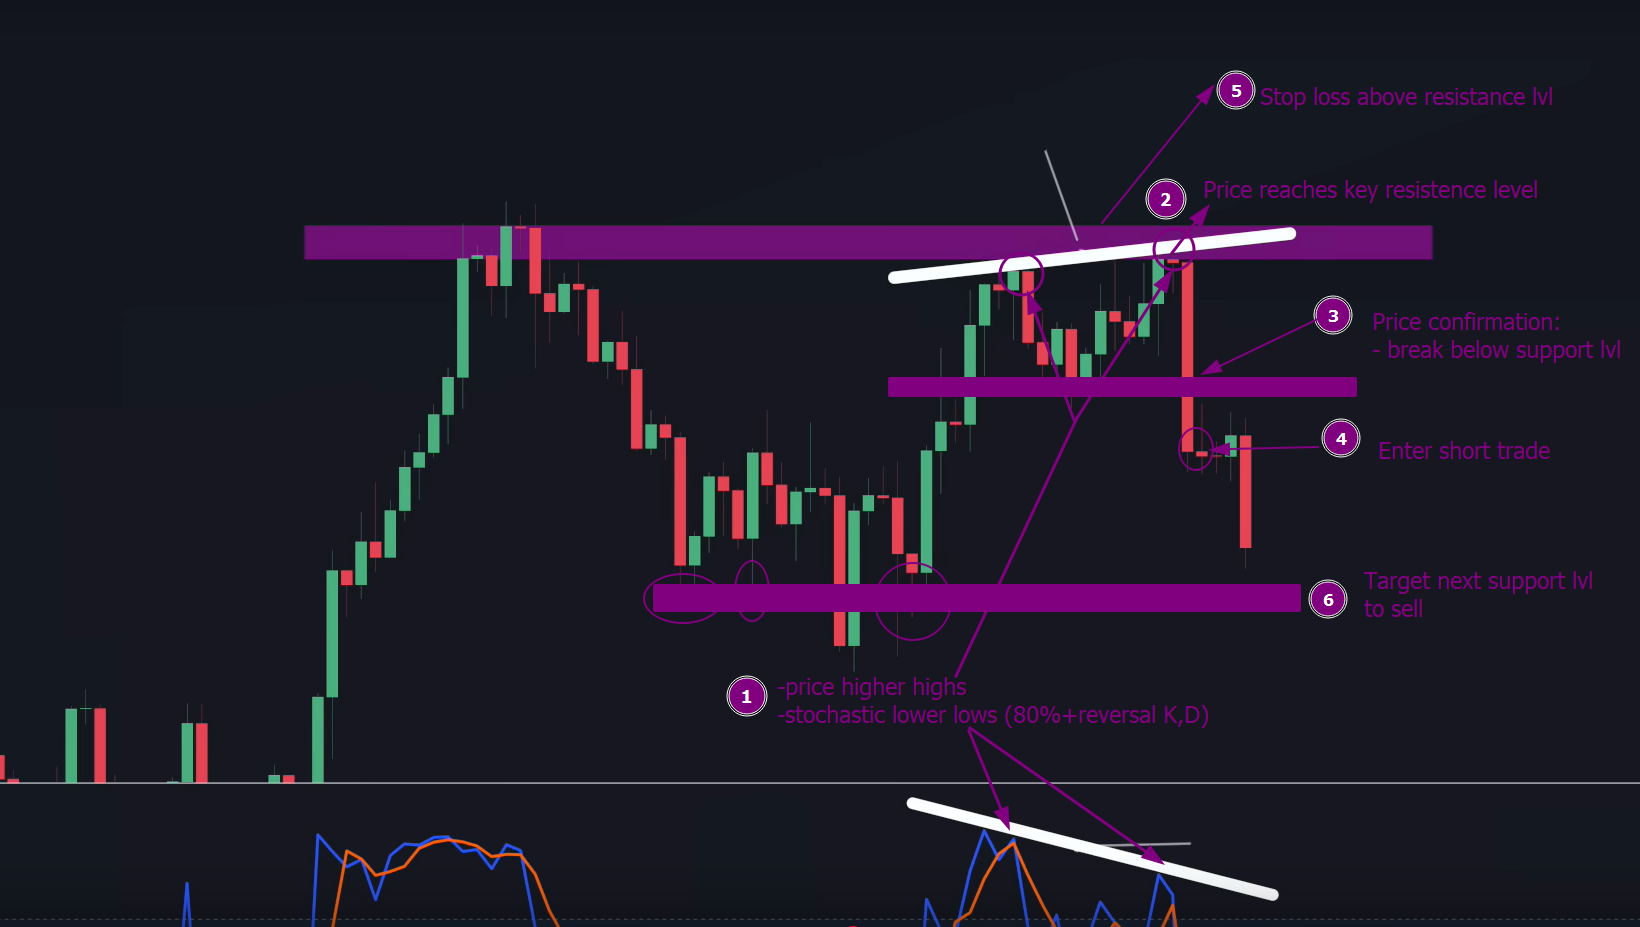 5 Stop loss above resistance lvl
2 Price reaches key resistence level
3 Price confirmation:
- break below support lvl
4 Enter short trade
6 Target next support lvl
to sell
1 -price higher highs
-stochastic lower lows (80%+reversal K,D)